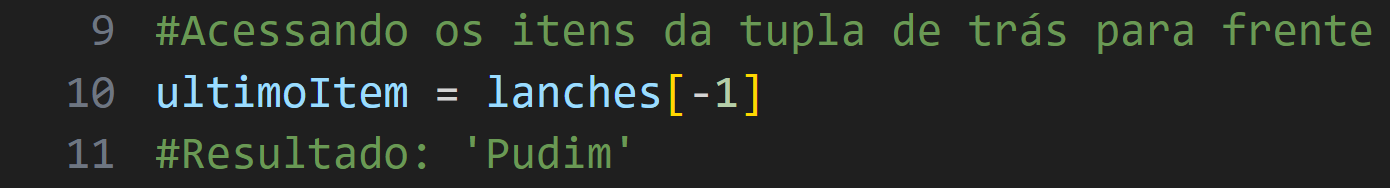 9 #Acessando os itens da tupla de trás para frente
10 ultimoItem = lanches[-1]
11 #Resultado: 'Pudim'